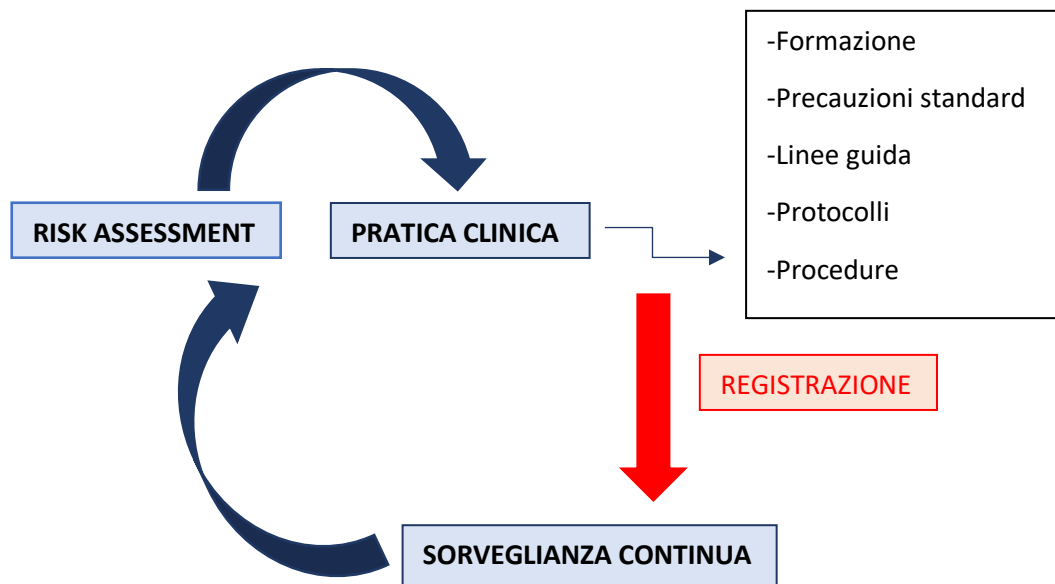 -Formazione
-Precauzioni standard
-Linee guida
-Protocolli
-Procedure
RISK ASSESSMENT
PRATICA CLINICA
REGISTRAZIONE
SORVEGLIANZA CONTINUA